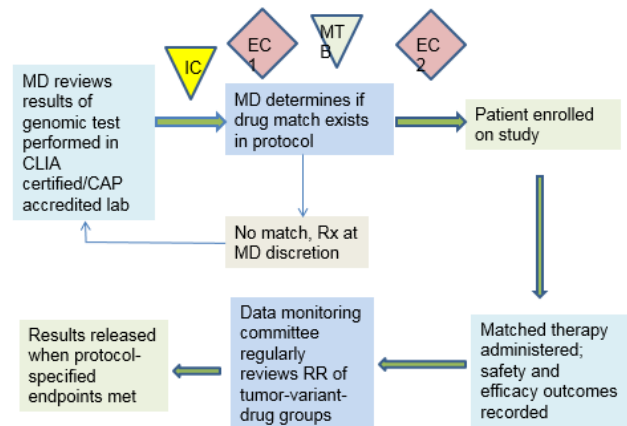 IC
EC
1
MT
B
EC
2
MD reviews
results of
genomic test
performed in
CLIA
certified/CAP
accredited lab
MD determines if
drug match exists
in protocol
Patient enrolled
on study
No match, Rx at
MD discretion
Results released
when protocol-
specified
endpoints met
Data monitoring
committee
regularly
reviews RR of
tumor-variant-
drug groups
Matched therapy
administered;
safety and
efficacy outcomes
recorded